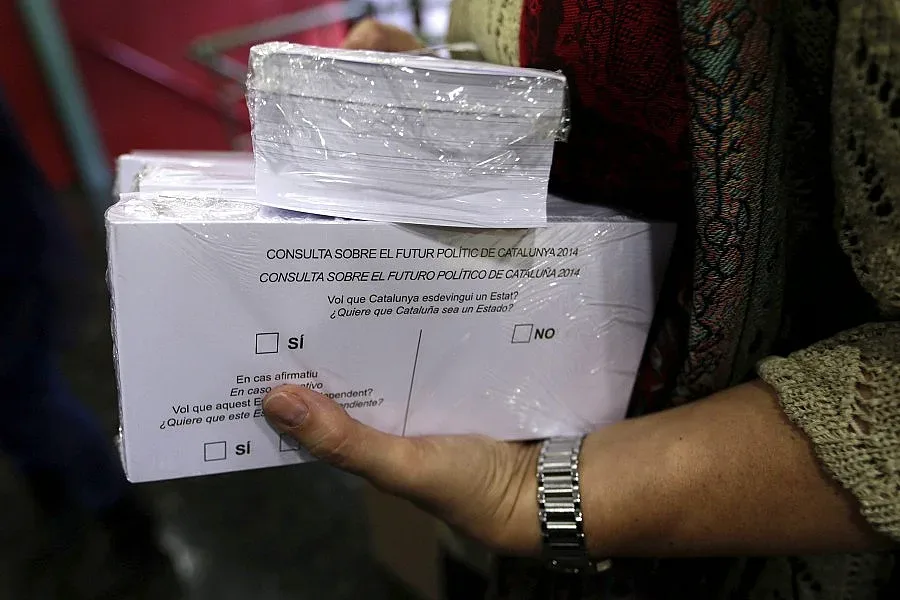 CONSULTA SOBRE EL FUTUR POLÍTIC DE CATALUNYA 2014
CONSULTA SOBRE EL FUTURO POLÍTICO DE CATALUÑA 2014
Vol que Catalunya esdevingui un Estat?
¿Quiere que Cataluña sea un Estado?
SÍ
NO
En cas afirmatiu
En caso
Vol que aquest
¿Quiere que este
SÍ